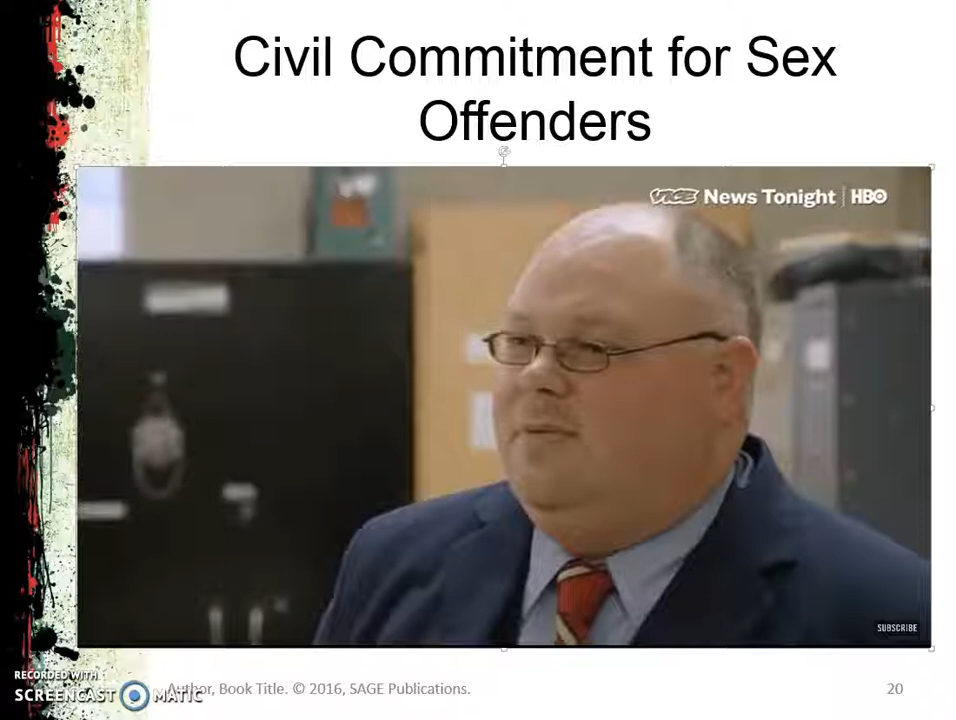 Civil Commitment for Sex
Offenders
VICE News Tonight | HBO
SUBSCRIBE
RECORDED WITH
SCREENCAST MATIC
Author, Book Title. © 2016, SAGE Publications.
20